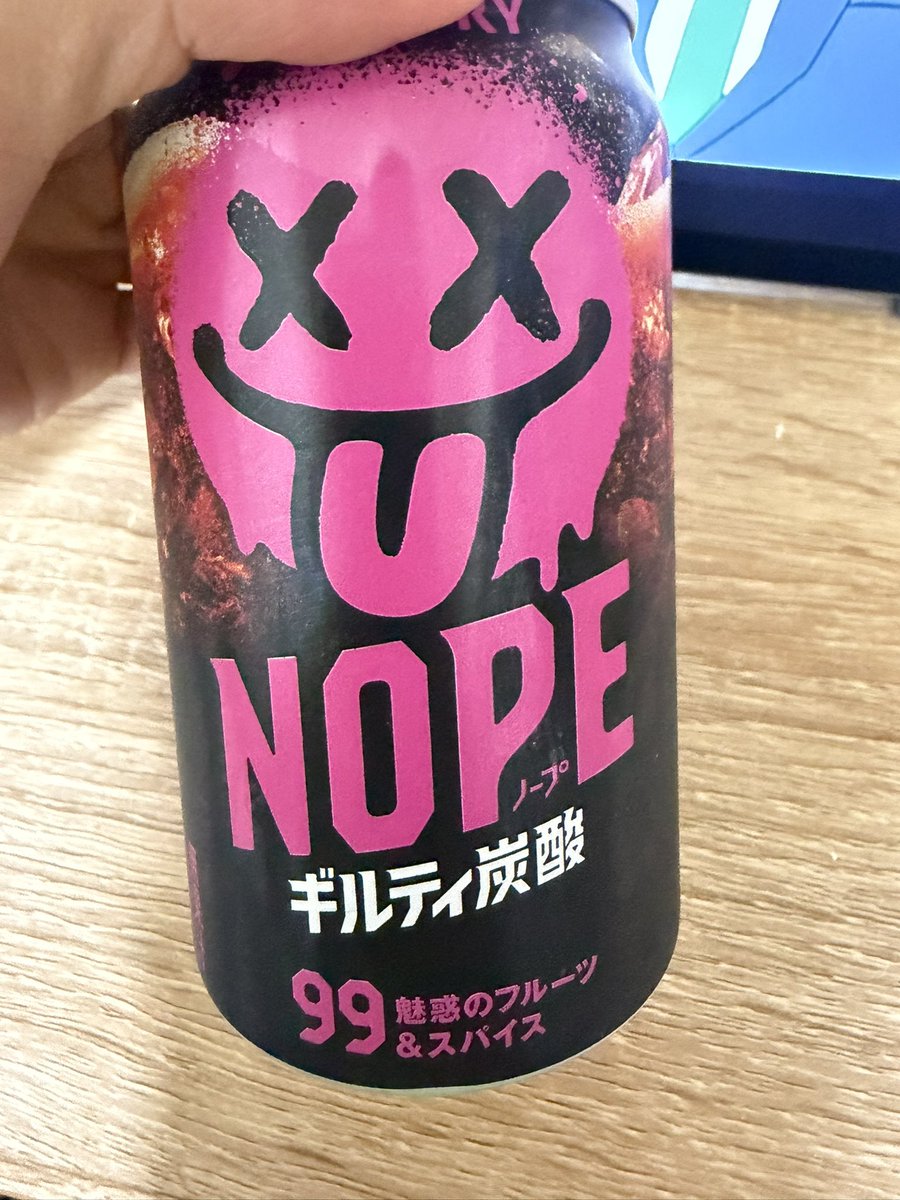 NOPE
ノープ
ギルティ炭酸
99 魅惑のフルーツ
&スパイス